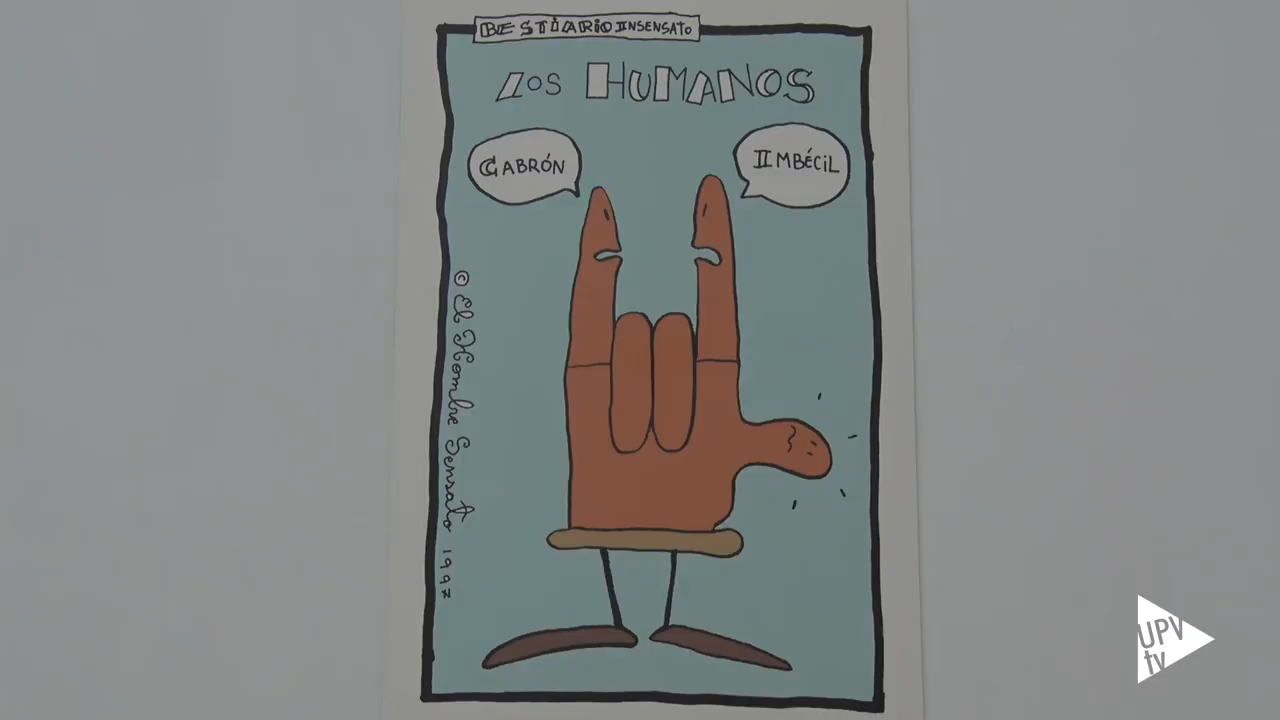 BESTIARIO INSENSATO
LOS HUMANOS
CABRÓN
IMBÉCIL
© El Hombre Sensato 1997
UPV
tv